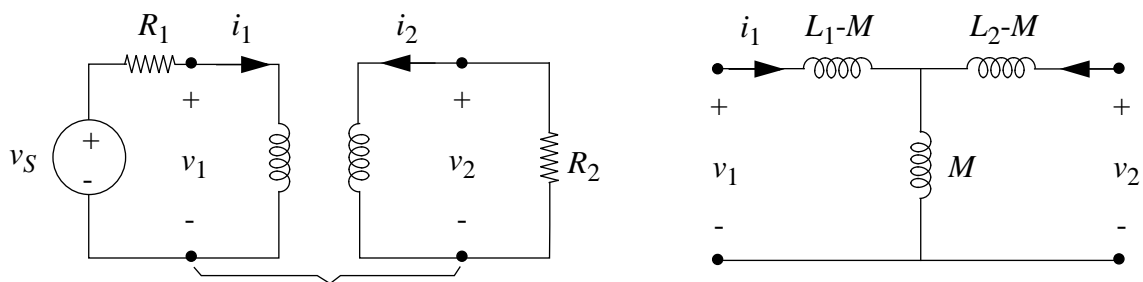 R1 i1 i2 i1 L1-M L2-M
+ + + +
vS + - v1 v2 R2 v1 M v2
- - - -